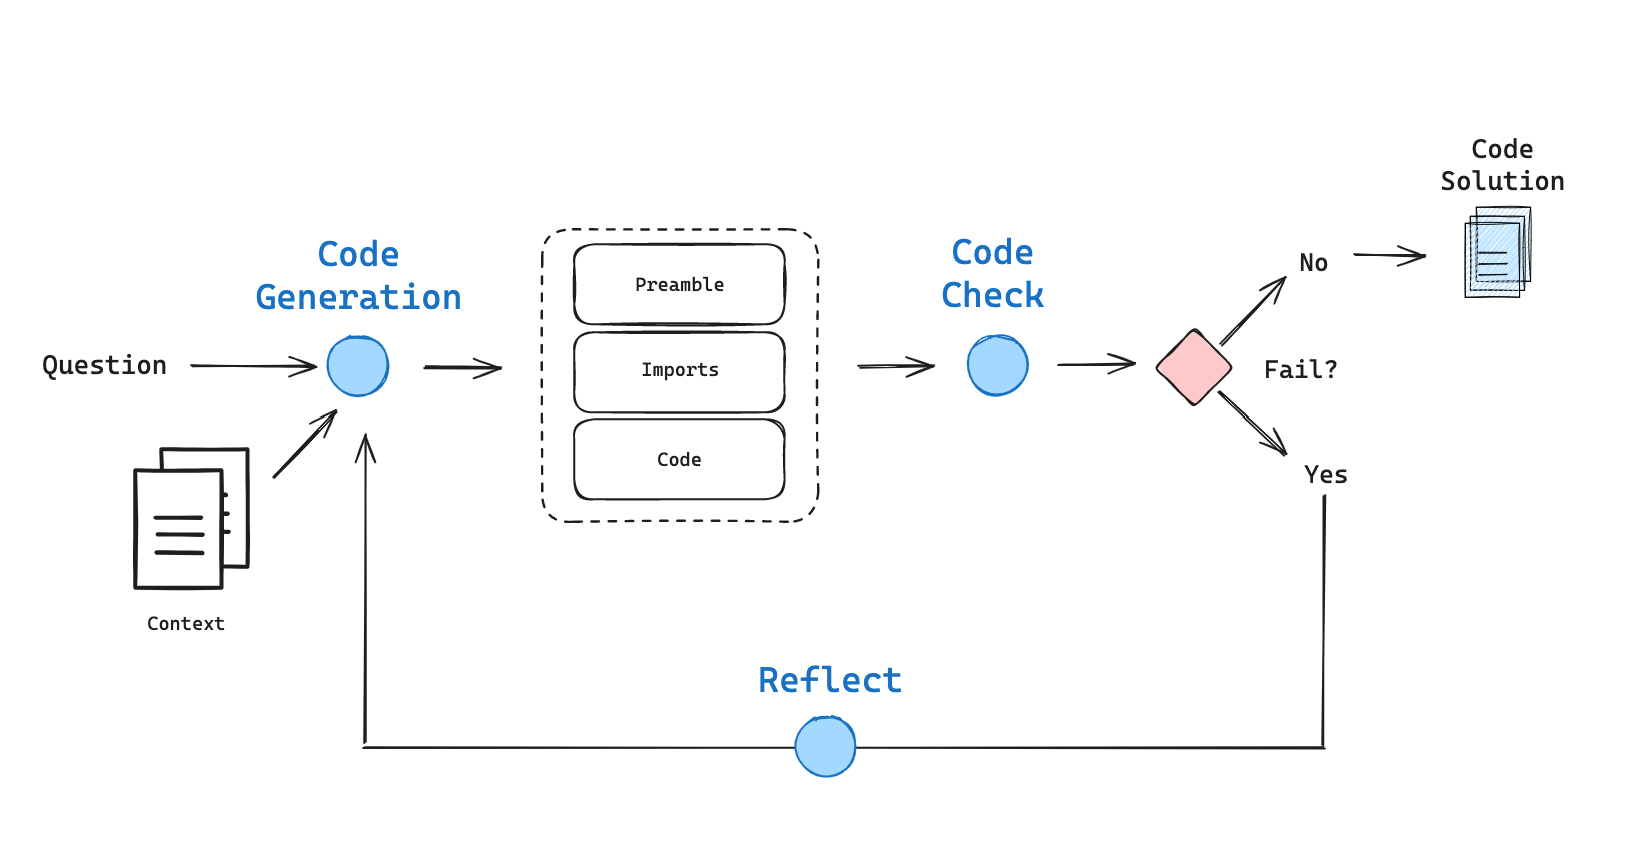 Code
Solution
Code
Generation
Code
Check
Preamble
No
Question
Imports
Fail?
Code
Yes
Context
Reflect